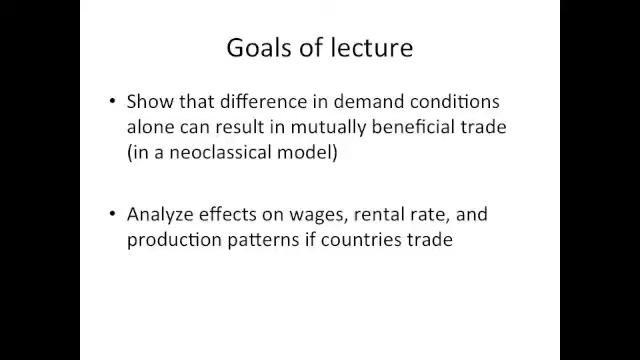 Goals of lecture
• Show that difference in demand conditions
alone can result in mutually beneficial trade
(in a neoclassical model)
• Analyze effects on wages, rental rate, and
production patterns if countries trade